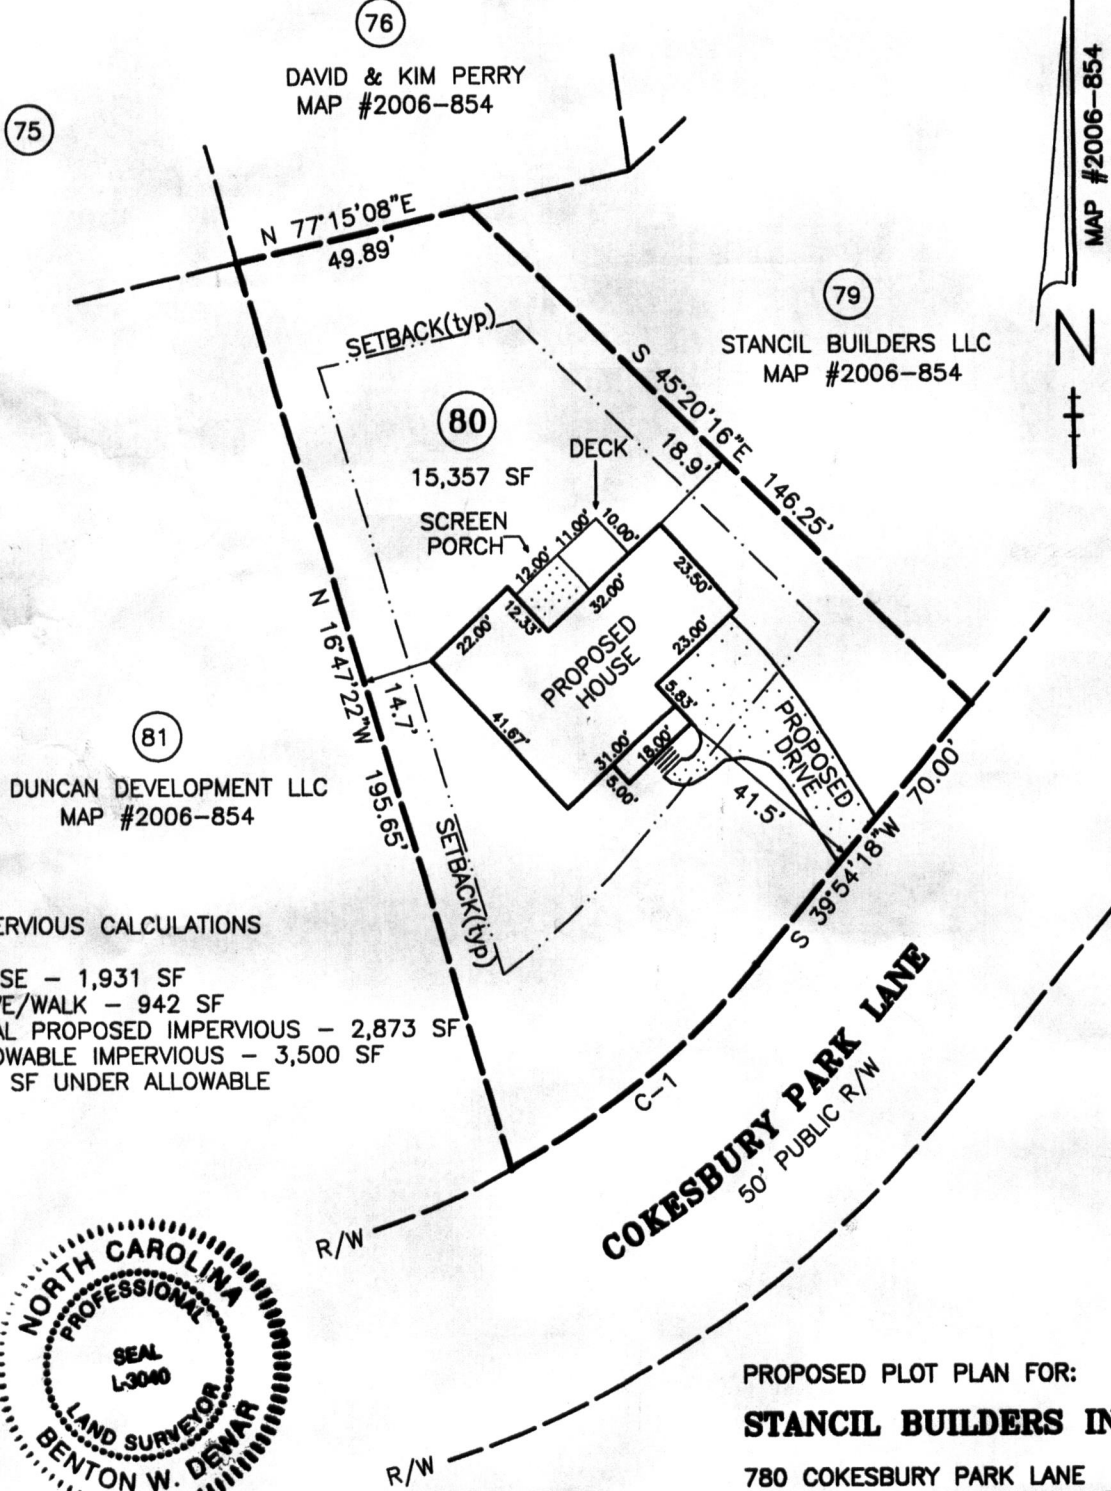 76
DAVID & KIM PERRY
MAP #2006-854
75
MAP #2006-854
N 77°15'08"E
49.89'
79
STANCIL BUILDERS LLC
MAP #2006-854
N
SETBACK(typ)
S 45°20'16"E
146.25'
80
15,357 SF
DECK
18.9'
SCREEN
PORCH
11.00'
10.00'
12.00'
12.33'
32.00'
23.50'
22.00'
23.00'
PROPOSED
HOUSE
5.83'
N 16°47'22"W
195.65'
14.7'
41.67'
31.00'
18.00'
5.00'
PROPOSED
DRIVE
41.5'
S 39°54'18"W
70.00'
81
DUNCAN DEVELOPMENT LLC
MAP #2006-854
SETBACK(typ)
ERVIOUS CALCULATIONS
SE - 1,931 SF
VE/WALK - 942 SF
AL PROPOSED IMPERVIOUS - 2,873 SF
OWABLE IMPERVIOUS - 3,500 SF
SF UNDER ALLOWABLE
C-1
COKESBURY PARK LANE
50' PUBLIC R/W
R/W
R/W
NORTH CAROLINA
PROFESSIONAL
SEAL
L-3040
LAND SURVEYOR
BENTON W. DEWAR
PROPOSED PLOT PLAN FOR:
STANCIL BUILDERS IN
780 COKESBURY PARK LANE